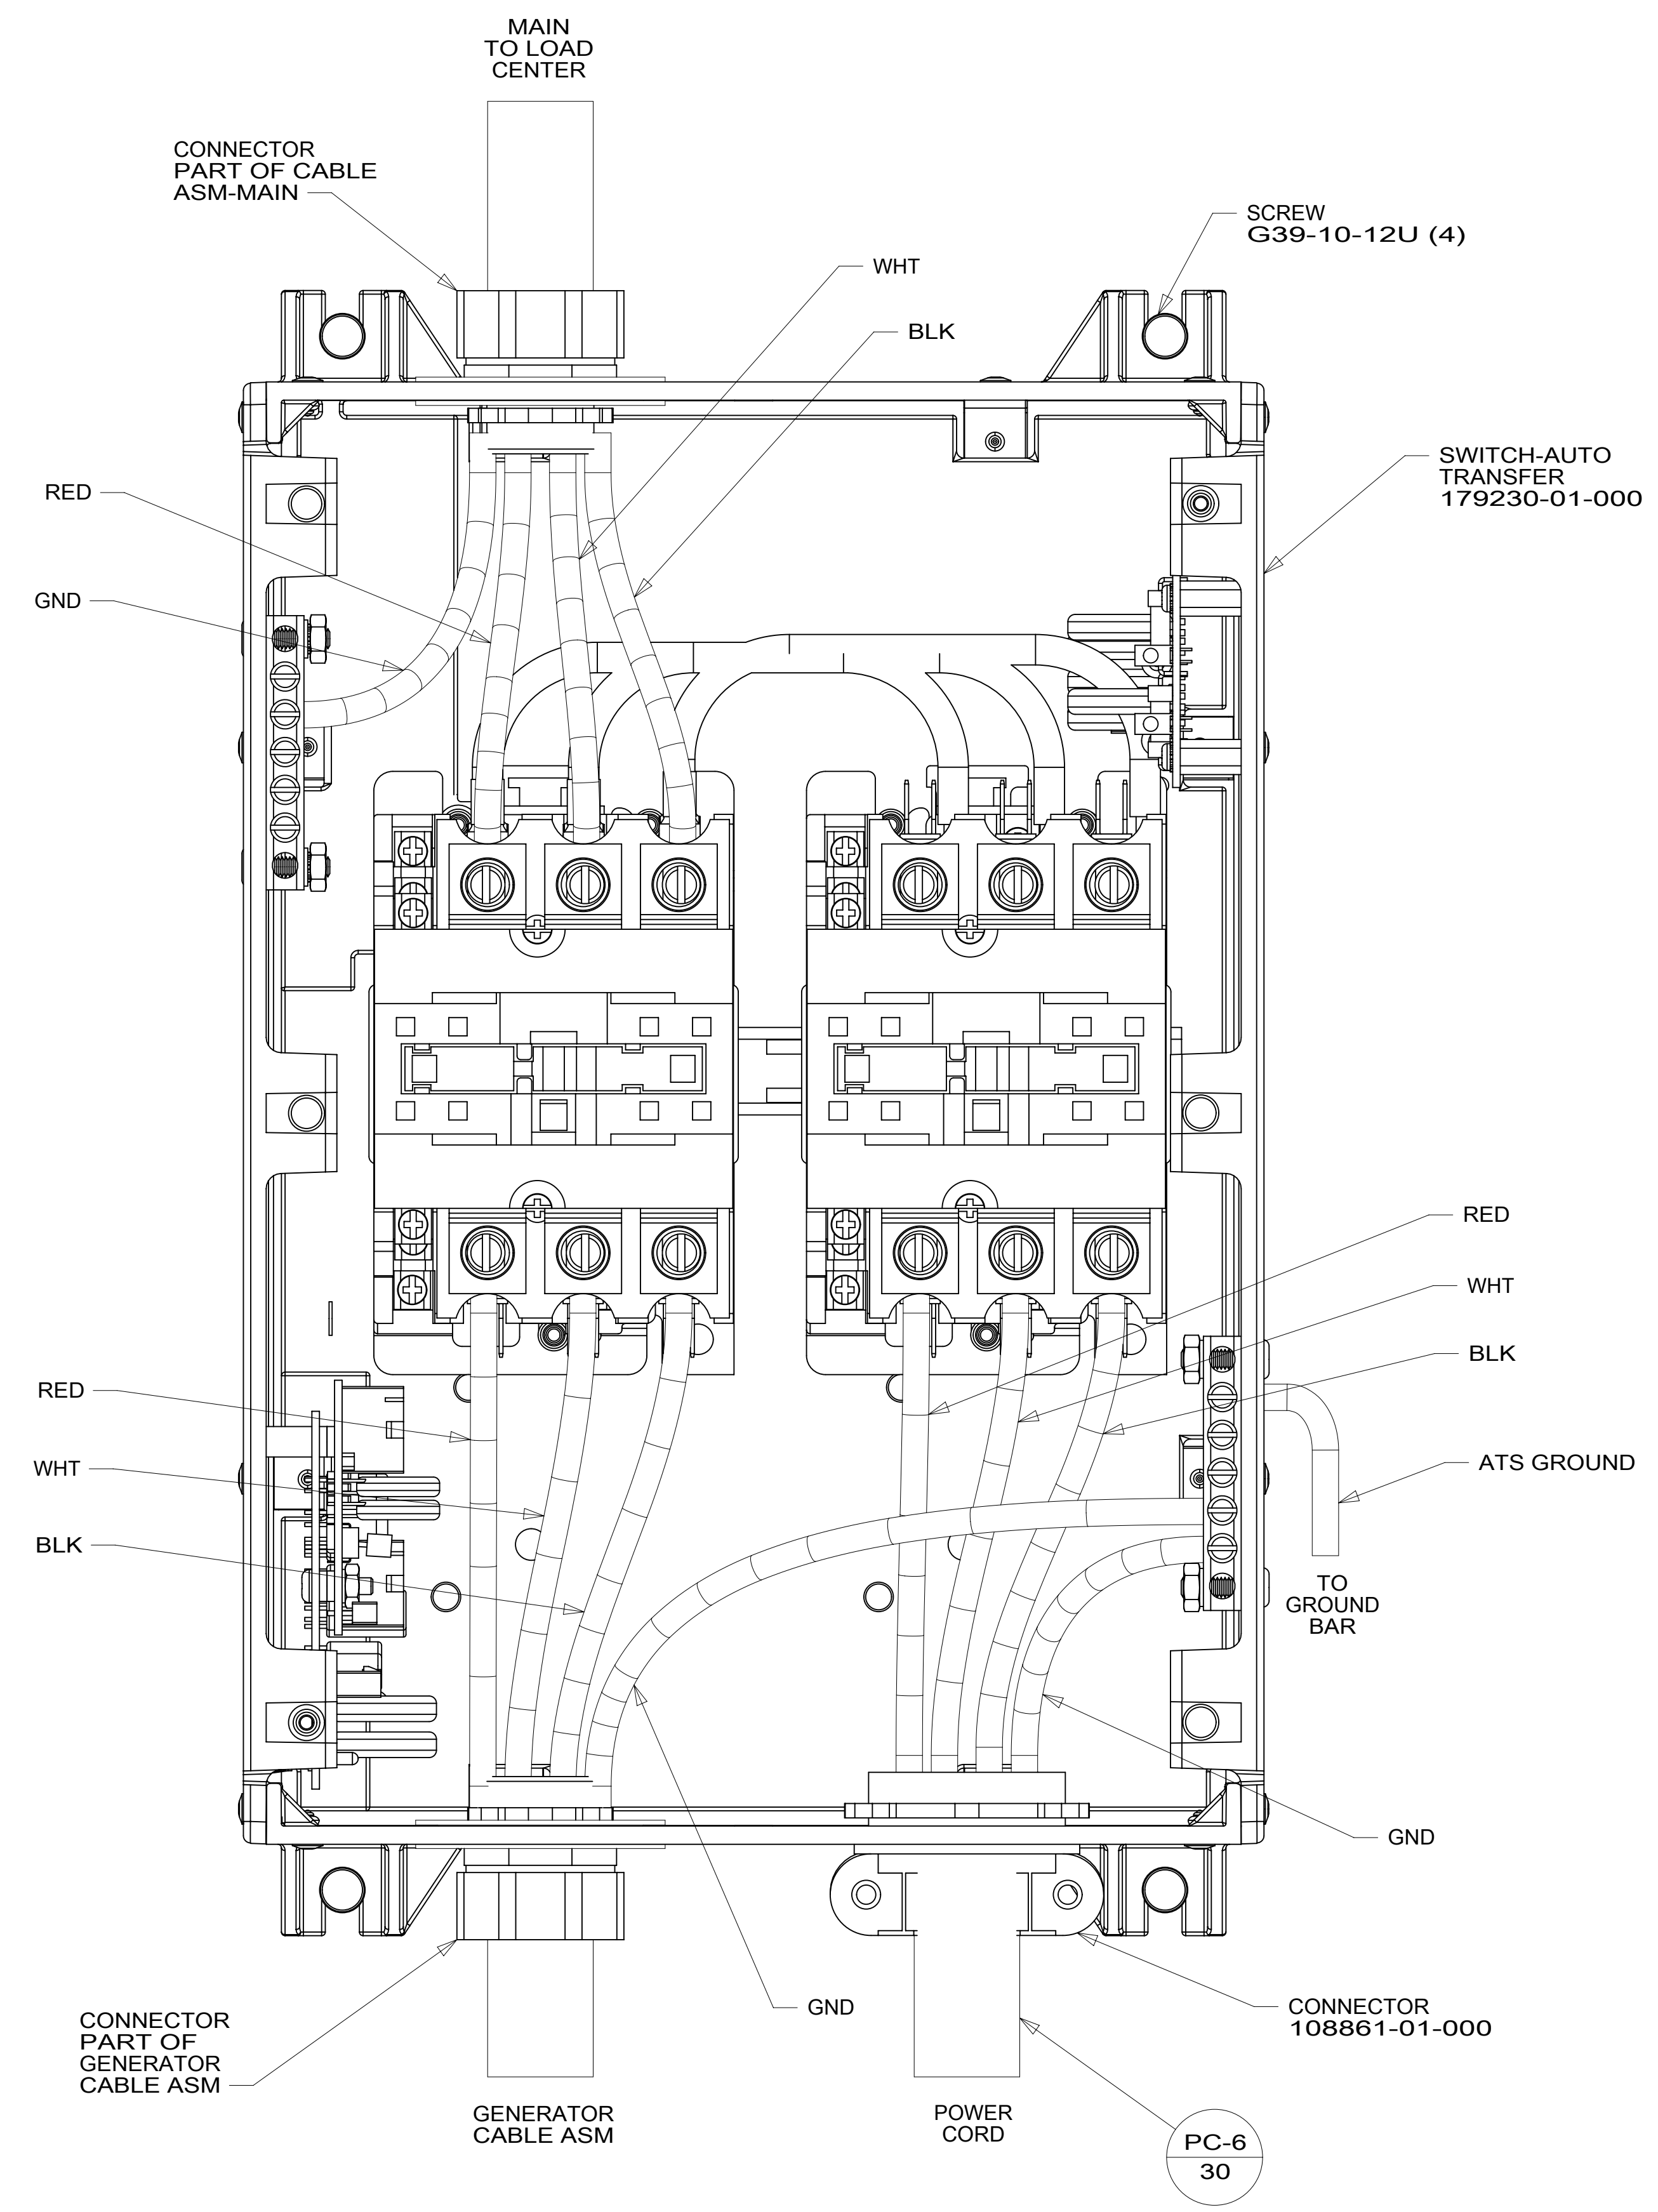 MAIN
TO LOAD
CENTER
CONNECTOR
PART OF CABLE
ASM-MAIN
SCREW
G39-10-12U (4)
WHT
BLK
SWITCH-AUTO
TRANSFER
179230-01-000
RED
GND
RED
WHT
BLK
RED
WHT
BLK
ATS GROUND
TO
GROUND
BAR
GND
GND
CONNECTOR
108861-01-000
CONNECTOR
PART OF
GENERATOR
CABLE ASM
GENERATOR
CABLE ASM
POWER
CORD
PC-6
30